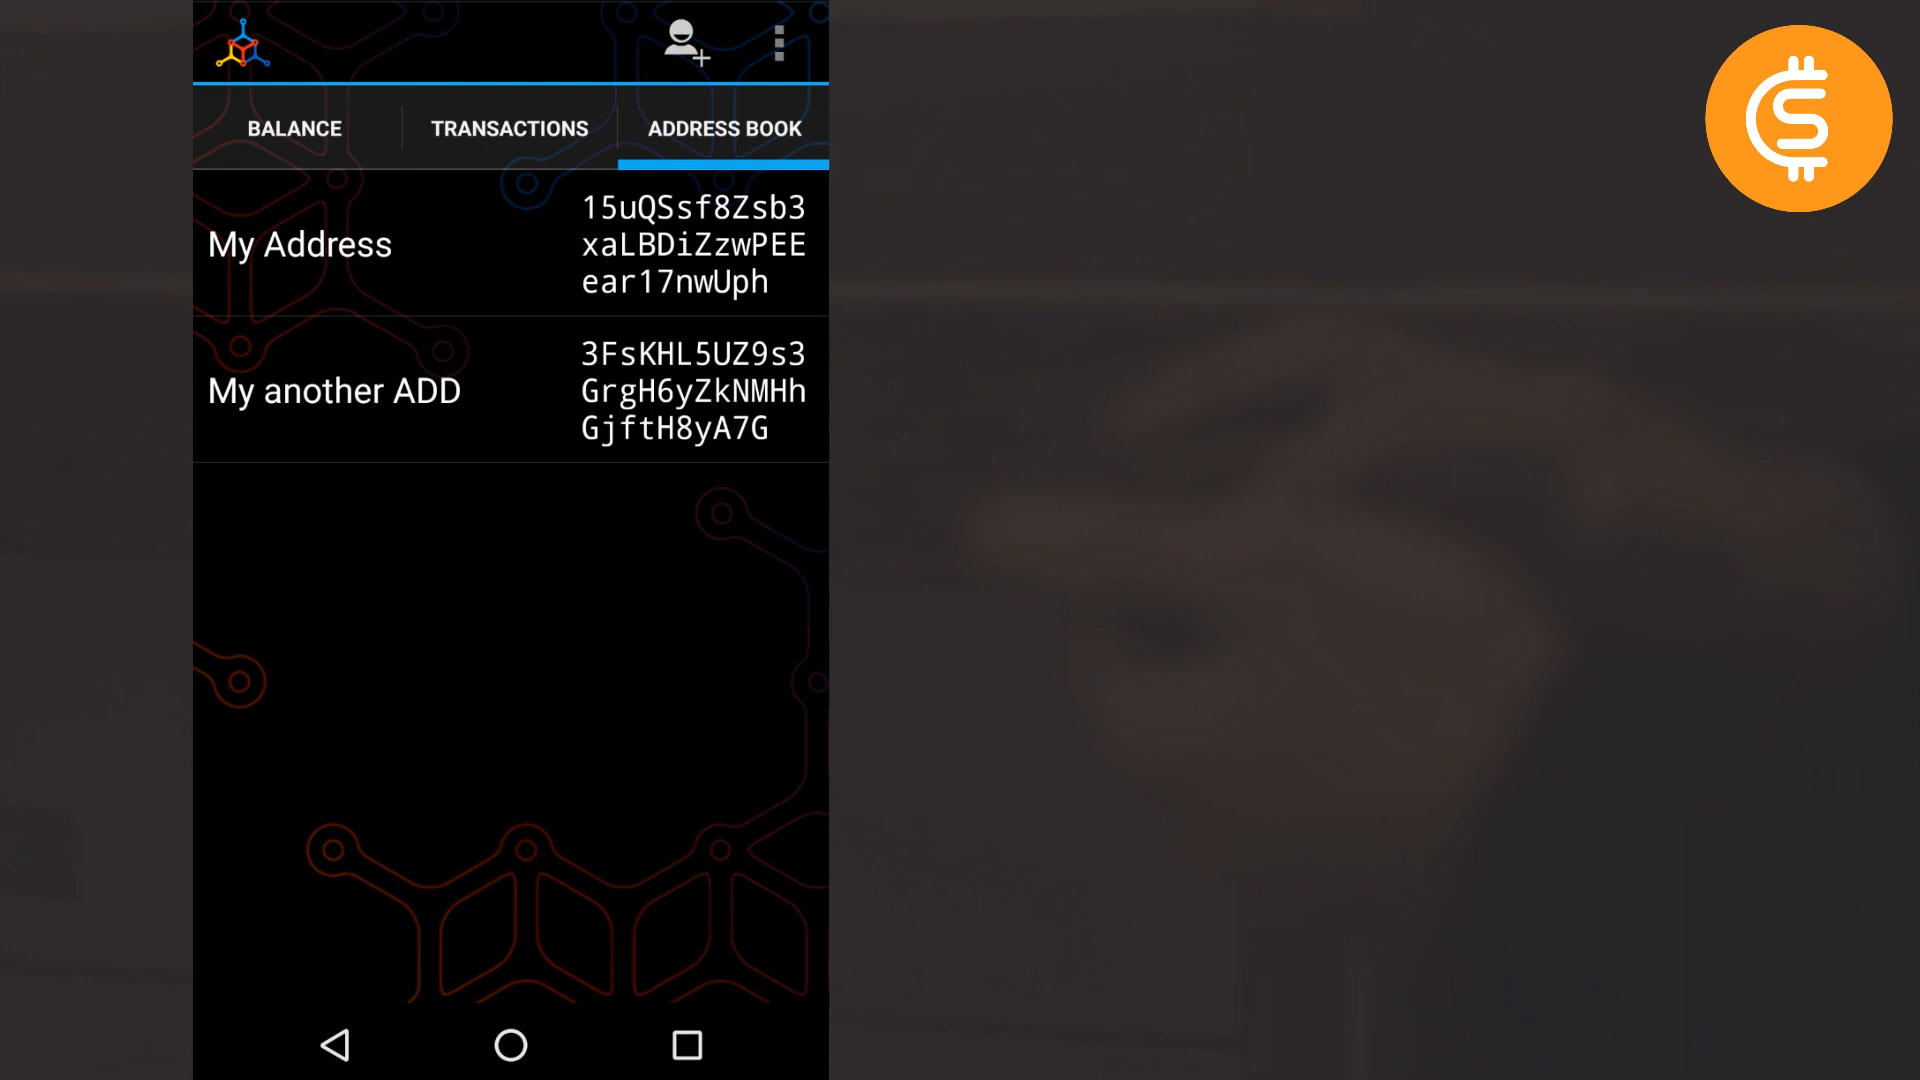 BALANCE
TRANSACTIONS
ADDRESS BOOK
My Address
15uQSsf8Zsb3
xaLBDiZzwPEE
ear17nwUph
My another ADD
3FsKHL5UZ9s3
GrgH6yZkNMHh
GjftH8yA7G